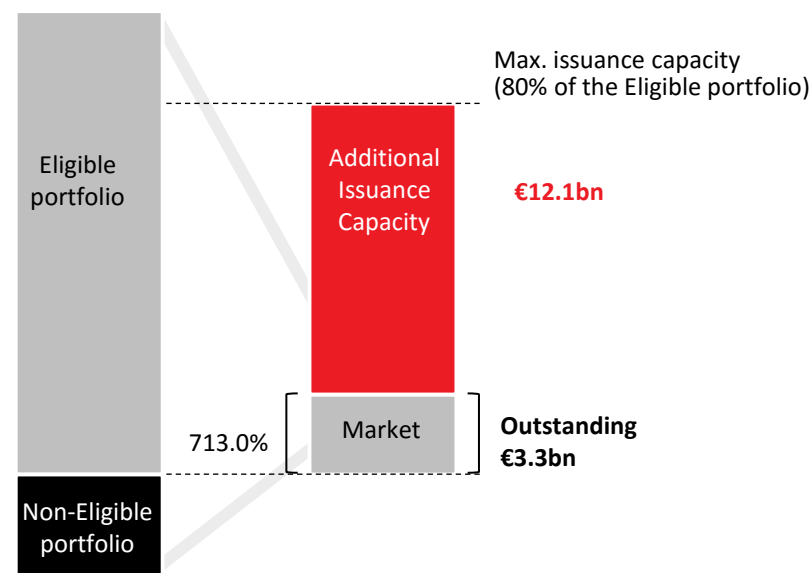 Max. issuance capacity
(80% of the Eligible portfolio)
Eligible
portfolio
Additional
Issuance
Capacity
€12.1bn
713.0%
Market
Outstanding
€3.3bn
Non-Eligible
portfolio